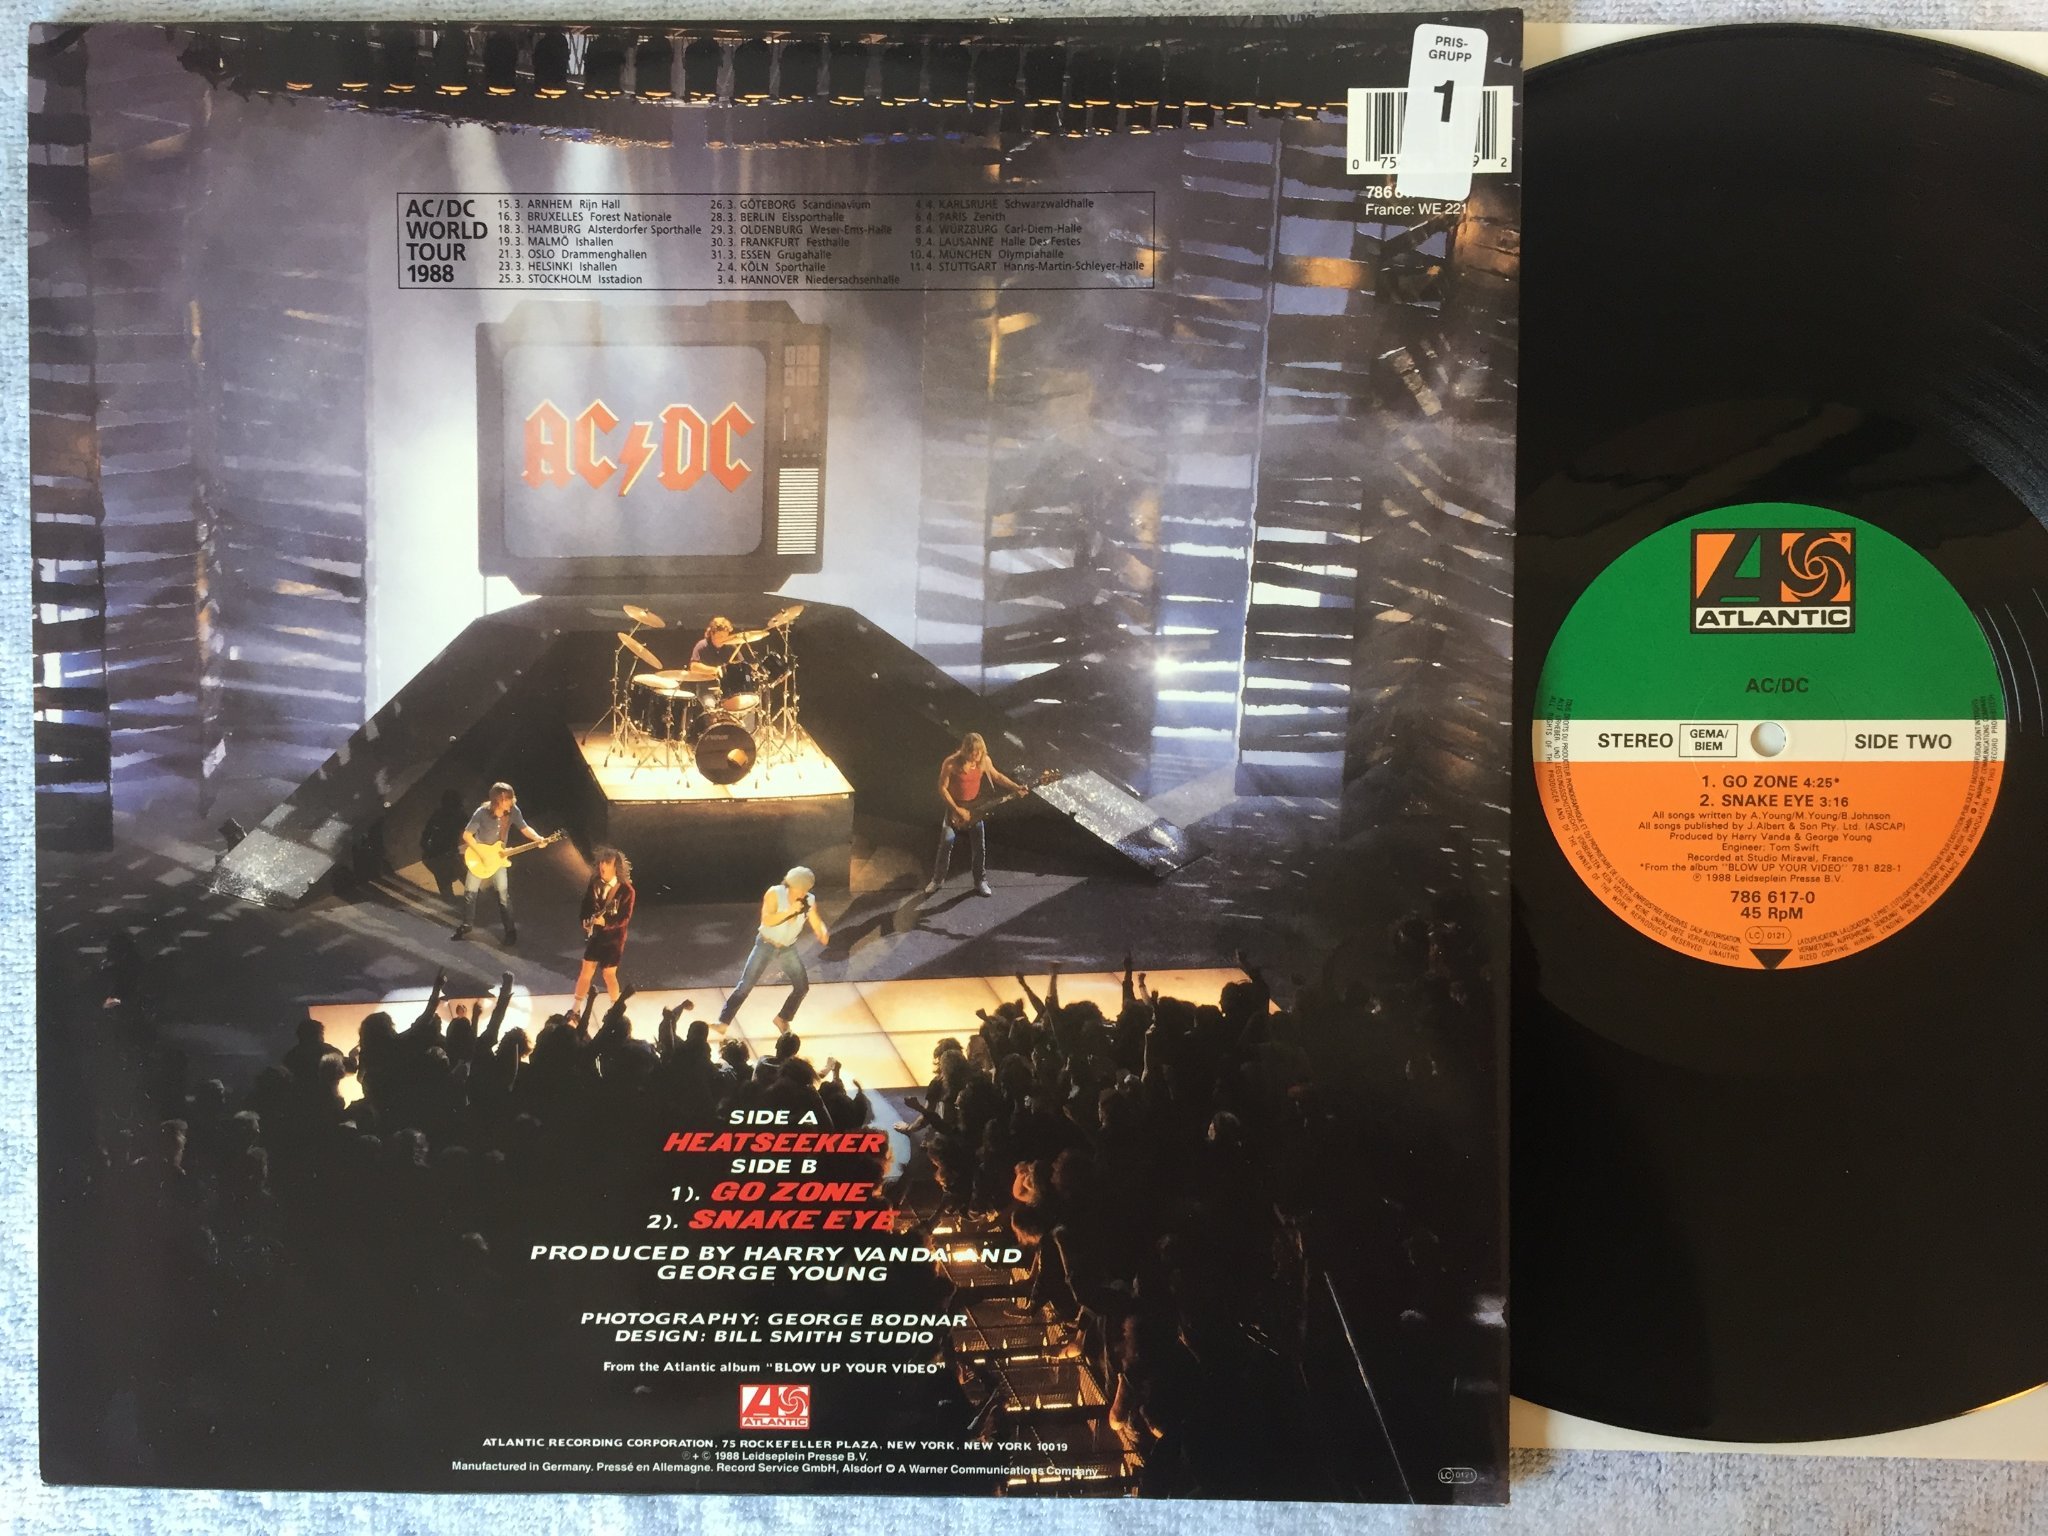 PRIS-
GRUPP
1
0 75 9 2
786 6
France: WE 221
AC/DC
WORLD
TOUR
1988
15. 3. ARNHEM Rijn Hall
16. 3. BRUXELLES Forest Nationale
18. 3. HAMBURG Alsterdorfer Sporthalle
19. 3. MALMÖ Ishallen
21. 3. OSLO Drammenghallen
23. 3. HELSINKI Ishallen
25. 3. STOCKHOLM Isstadion
26. 3. GÖTEBORG Scandinavium
28. 3. BERLIN Eissporthalle
29. 3. OLDENBURG Weser-Ems-Halle
30. 3. FRANKFURT Festhalle
31. 3. ESSEN Grugahalle
2. 4. KÖLN Sporthalle
3. 4. HANNOVER Niedersachsenhalle
4. 4. KARLSRUHE Schwarzwaldhalle
6. 4. PARIS Zenith
8. 4. WÜRZBURG Carl-Diem-Halle
9. 4. LAUSANNE Halle Des Festes
10. 4. MÜNCHEN Olympiahalle
11. 4. STUTTGART Hanns-Martin-Schleyer-Halle
AC/DC
SIDE A
HEATSEEKER
SIDE B
1). GO ZONE
2). SNAKE EYE
PRODUCED BY HARRY VANDA AND
GEORGE YOUNG
PHOTOGRAPHY: GEORGE BODNAR
DESIGN: BILL SMITH STUDIO
From the Atlantic album "BLOW UP YOUR VIDEO"
ATLANTIC
ATLANTIC RECORDING CORPORATION, 75 ROCKEFELLER PLAZA, NEW YORK, NEW YORK 10019
℗ + © 1988 Leidseplein Presse B.V.
Manufactured in Germany. Pressé en Allemagne. Record Service GmbH, Alsdorf A Warner Communications Company
LC 0121
ATLANTIC
AC/DC
STEREO GEMA/BIEM SIDE TWO
1. GO ZONE 4:25*
2. SNAKE EYE 3:16
All songs written by A.Young/M.Young/B.Johnson
All songs published by J.Albert & Son Pty. Ltd. (ASCAP)
Produced by Harry Vanda & George Young
Engineer: Tom Swift
Recorded at Studio Miraval, France
*From the album "BLOW UP YOUR VIDEO" 781 828-1
℗ 1988 Leidseplein Presse B.V.
786 617-0
45 RpM
LC 0121